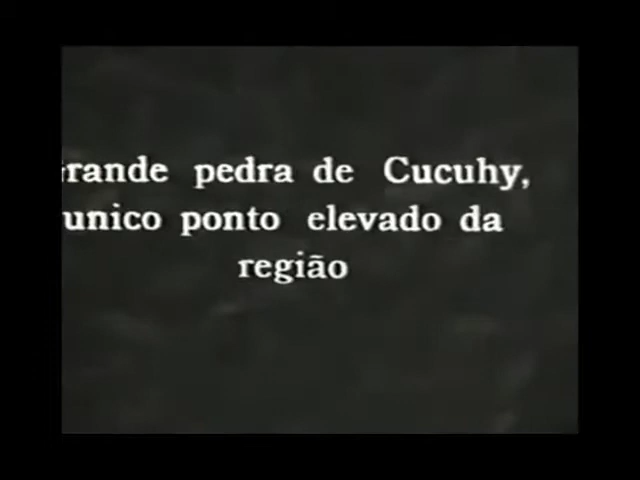 Grande pedra de Cucuhy,
unico ponto elevado da
região